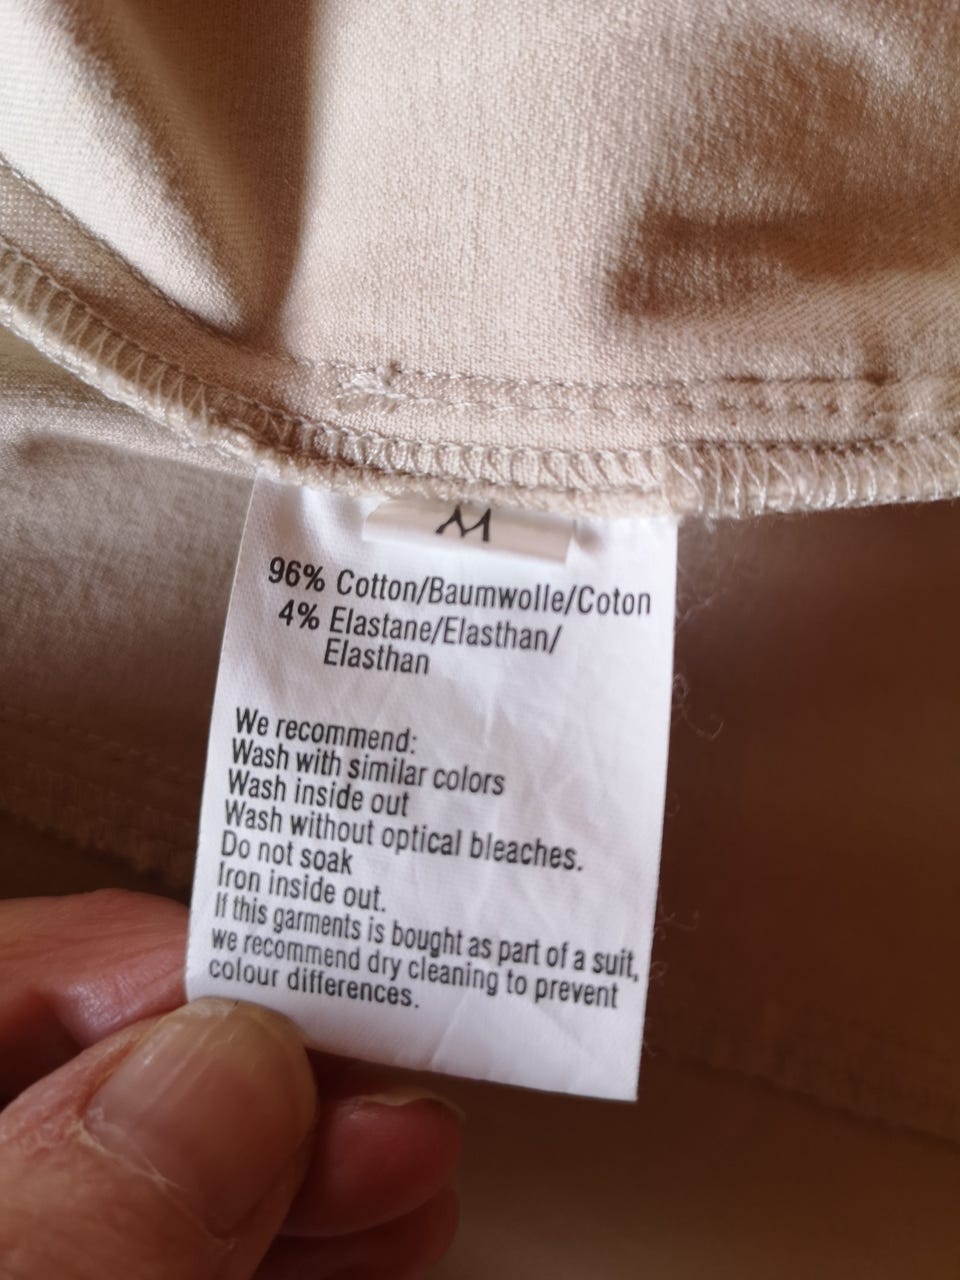 96% Cotton/Baumwolle/Coton
4% Elastane/Elasthan/
Elasthan
We recommend:
Wash with similar colors
Wash inside out
Wash without optical bleaches.
Do not soak
Iron inside out.
If this garments is bought as part of a suit,
we recommend dry cleaning to prevent
colour differences.